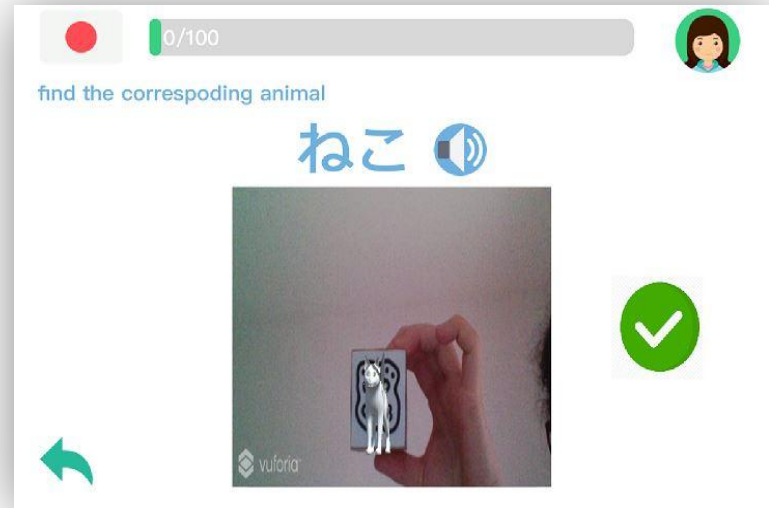 0/100
find the correspoding animal
ねこ
vuforia